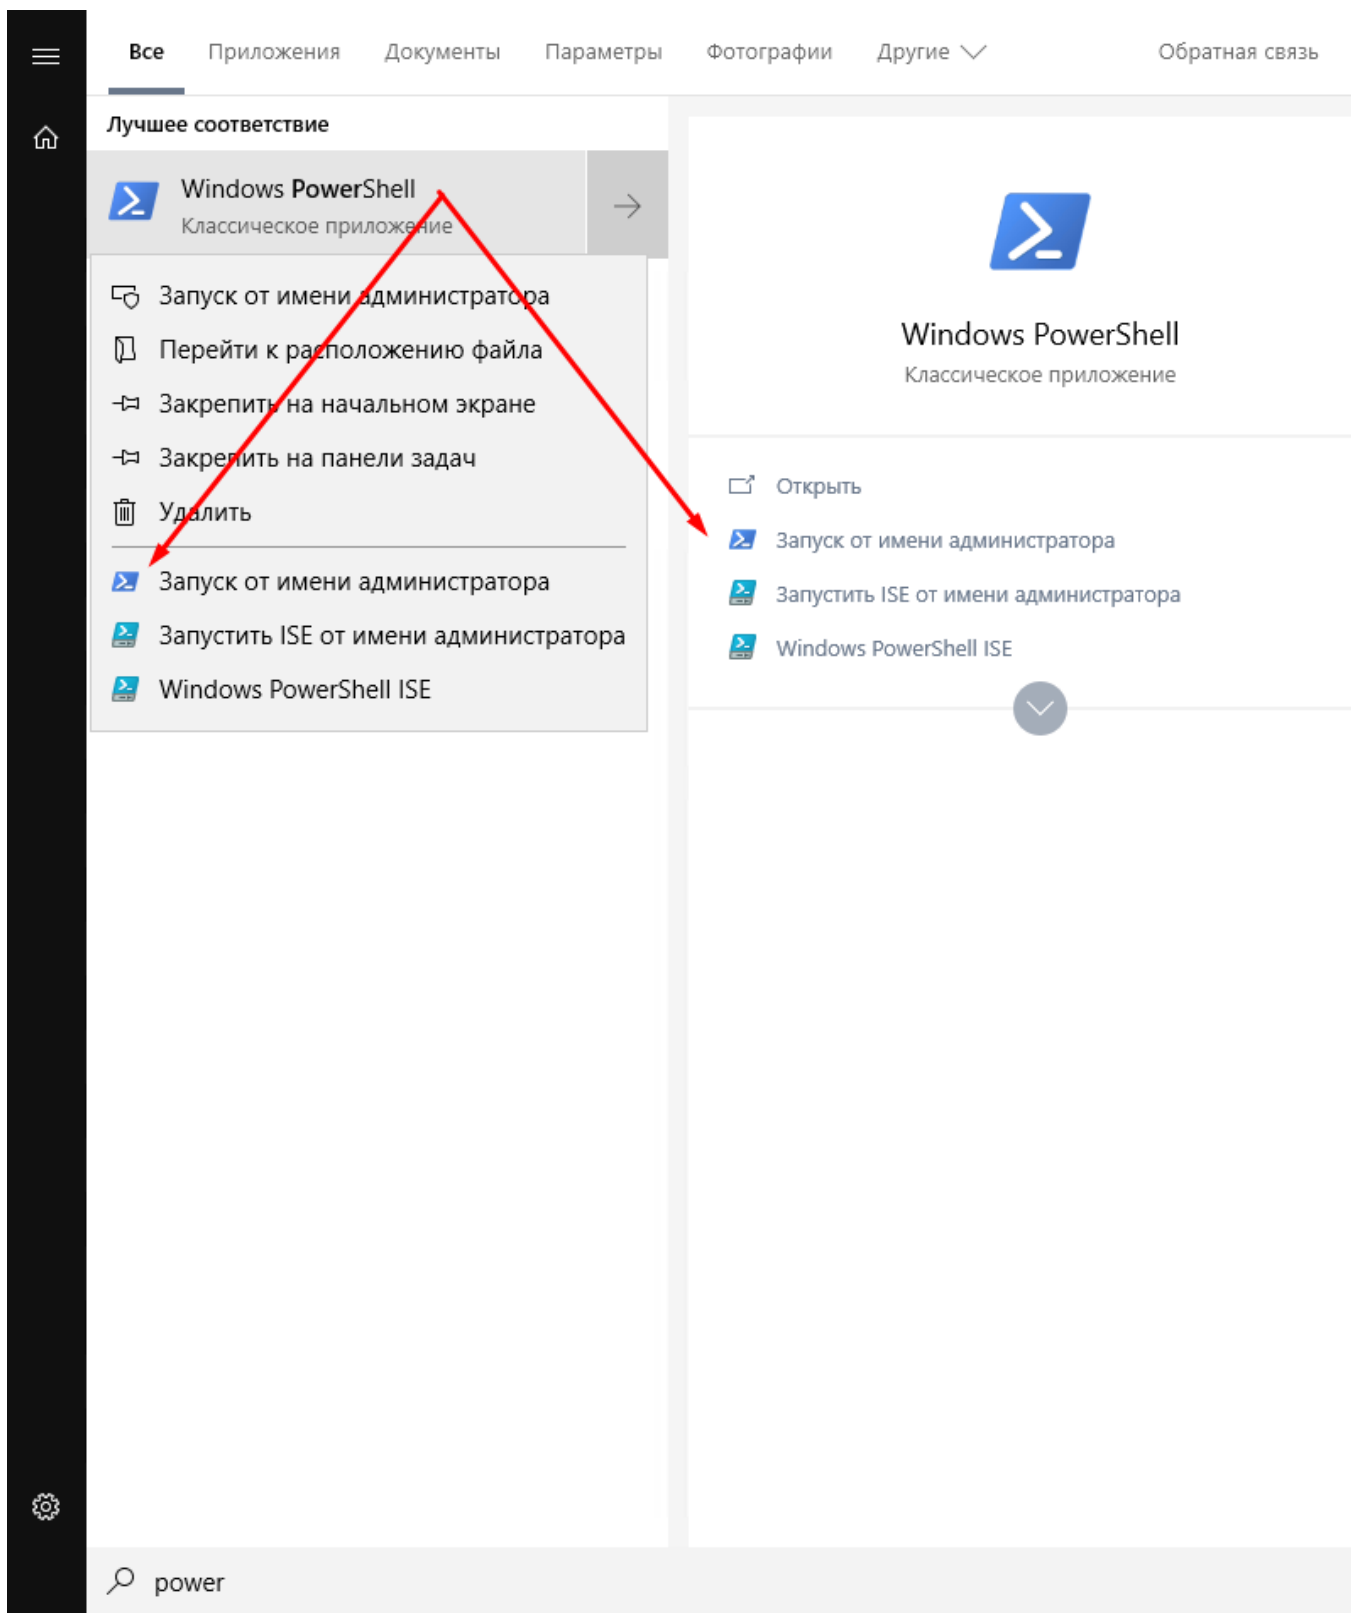 Все Приложения Документы Параметры Фотографии Другие Обратная связь
Лучшее соответствие
Windows PowerShell
Классическое приложение
Запуск от имени администратора
Перейти к расположению файла
Закрепить на начальном экране
Закрепить на панели задач
Удалить
Запуск от имени администратора
Запустить ISE от имени администратора
Windows PowerShell ISE
Windows PowerShell
Классическое приложение
Открыть
Запуск от имени администратора
Запустить ISE от имени администратора
Windows PowerShell ISE
power